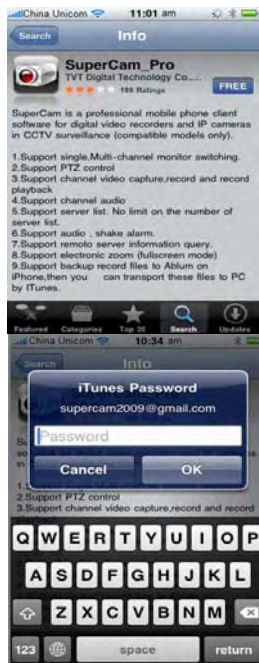 China Unicom 11:01 am
Search Info
SuperCam_Pro
TVT Digital Technology Co.....
189 Ratings FREE
SuperCam is a professional mobile phone client
software for digital video recorders and IP cameras
in CCTV surveillance (compatible models only).
1.Support single,Multi-channel monitor switching.
2.Support PTZ control
3.Support channel video capture,record and record
playback
4.Support channel audio
5.Support server list. No limit on the number of
server list.
6.Support audio , shake alarm.
7.Support remoto server information query.
8.Support electronic zoom (fullscreen mode)
9.Support backup record files to Ablum on
iPhone,then you can transport these files to PC
by ITunes.
Featured Categories Top 25 Search Updates
China Unicom 10:34 am
Search Info
iTunes Password
supercam2009@gmail.com
Password
Cancel OK
2.Support PTZ control
3.Support channel video capture,record and record
Q W E R T Y U I O P
A S D F G H J K L
Z X C V B N M
123 space return